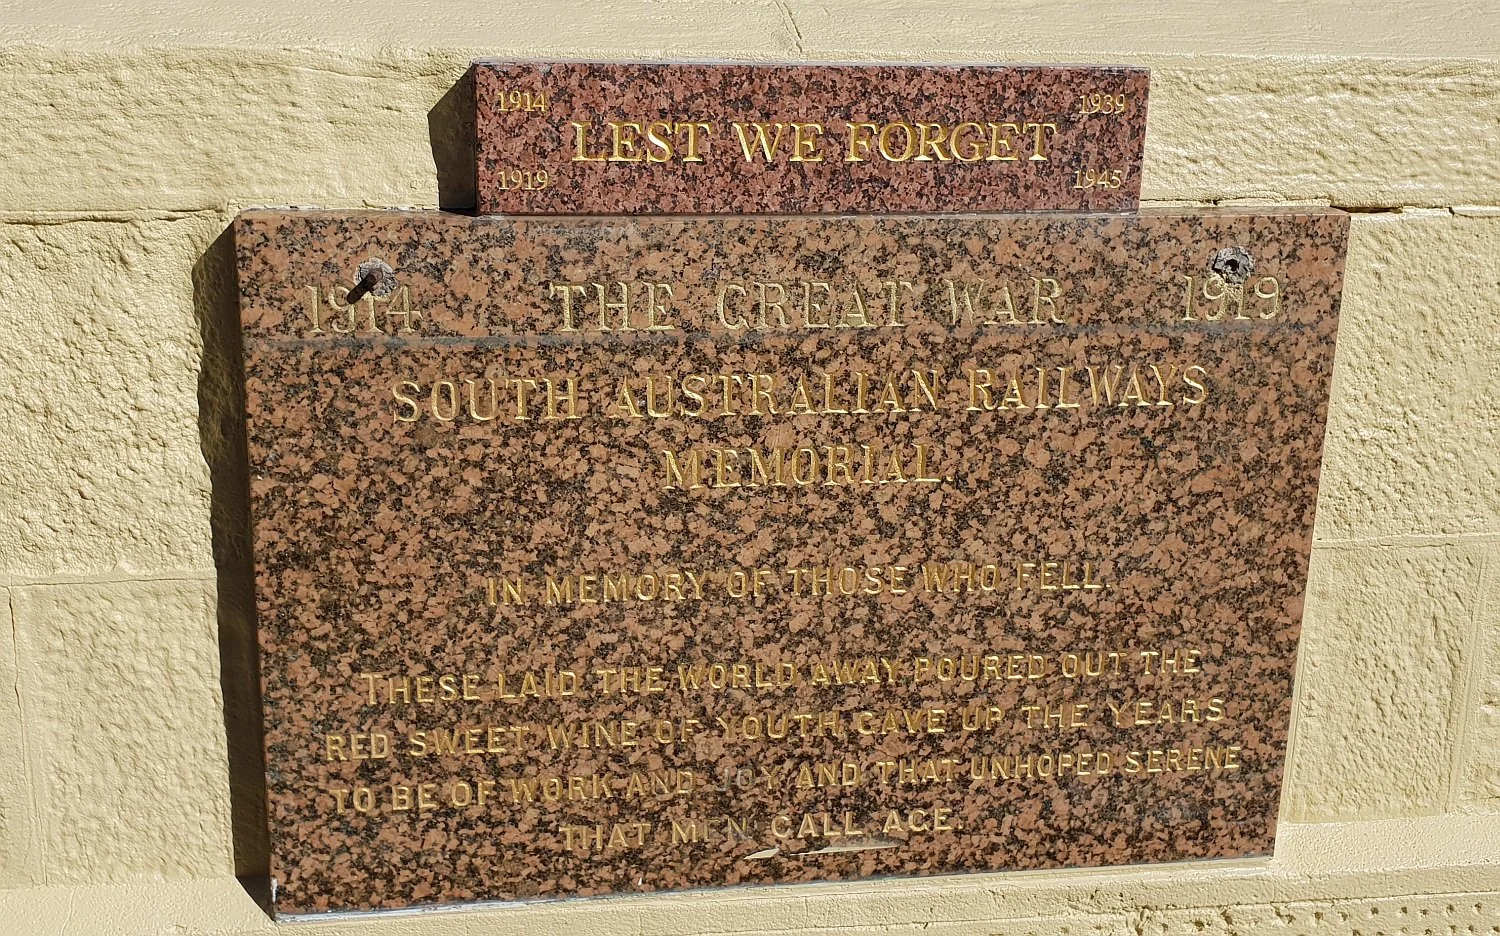 1914 1939
LEST WE FORGET
1919 1945
1914 THE GREAT WAR 1919
SOUTH AUSTRALIAN RAILWAYS
MEMORIAL.
IN MEMORY OF THOSE WHO FELL.
THESE LAID THE WORLD AWAY, POURED OUT THE
RED SWEET WINE OF YOUTH, GAVE UP THE YEARS
TO BE OF WORK AND JOY, AND THAT UNHOPED SERENE
THAT MEN CALL AGE.